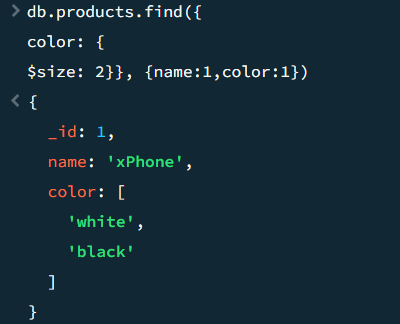 > db.products.find({
color: {
$size: 2}}, {name:1,color:1})
< {
_id: 1,
name: 'xPhone',
color: [
'white',
'black'
]
}